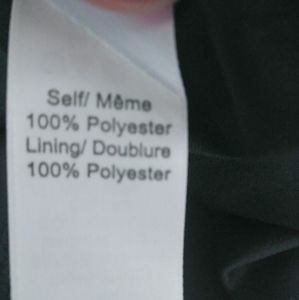 Self/ Même
100% Polyester
Lining/ Doublure
100% Polyester